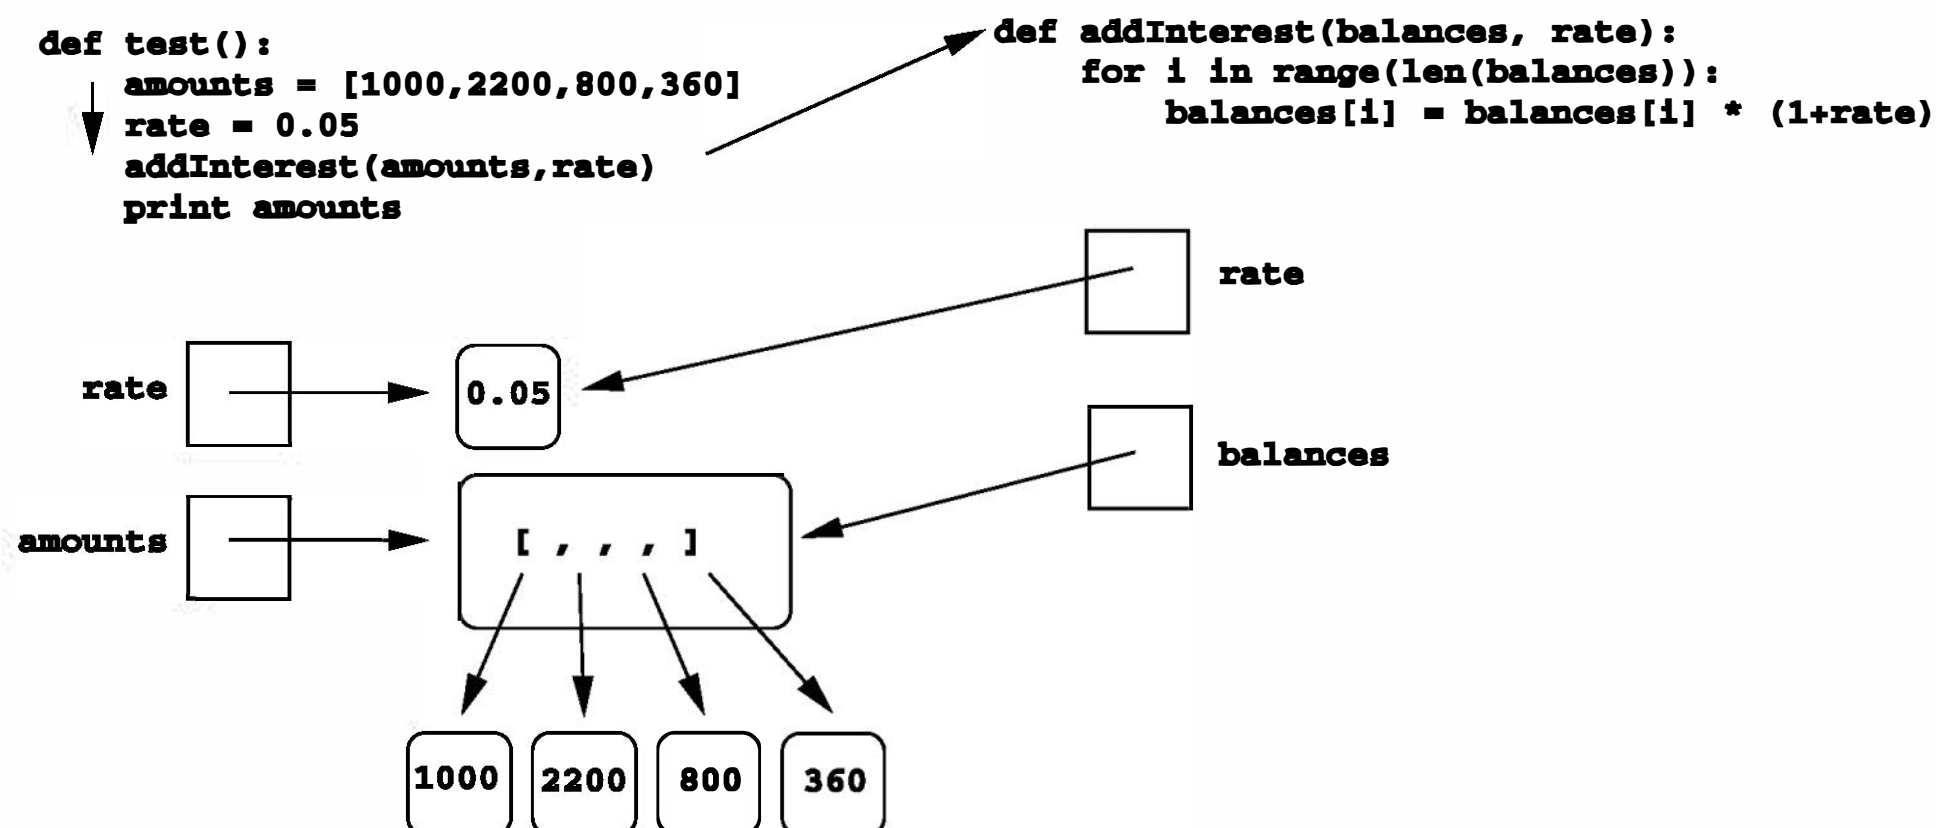 def test():
    amounts = [1000,2200,800,360]
    rate = 0.05
    addInterest(amounts,rate)
    print amounts
def addInterest(balances, rate):
    for i in range(len(balances)):
        balances[i] = balances[i] * (1+rate)
rate
rate
0.05
balances
amounts
[ , , , ]
1000 2200 800 360